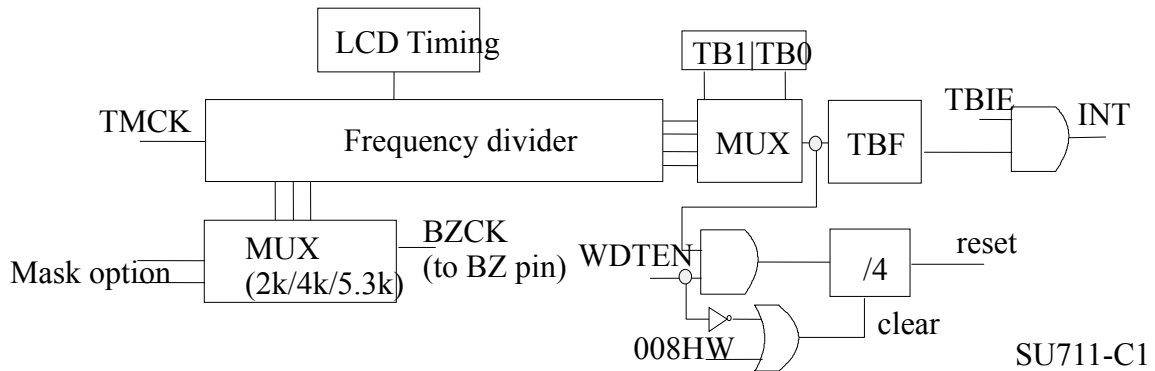 LCD Timing
TB1|TB0
TMCK
Frequency divider
MUX
TBF
TBIE
INT
MUX
(2k/4k/5.3k)
BZCK
(to BZ pin)
Mask option
WDTEN
/4
reset
clear
008HW
SU711-C1